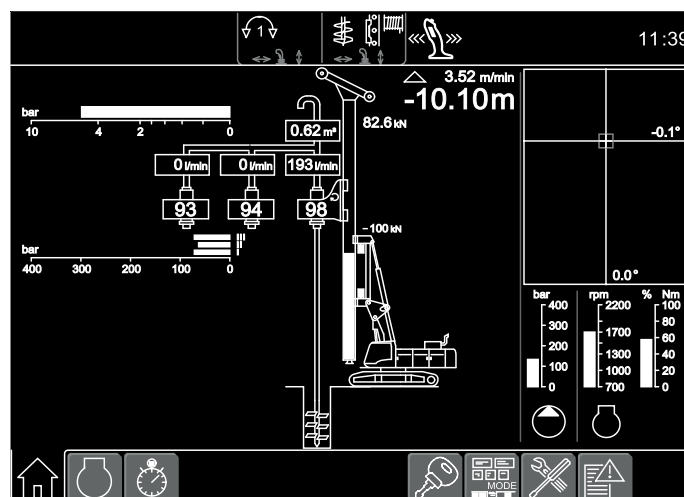 1
11:39
3.52 m/min
-10.10m
bar
10 4 2 0
0.62 m³
82.6 kN
-0.1°
0 l/min 0 l/min 193 l/min
93 94 98
-100 kN
bar
400 300 200 100 0
0.0°
bar rpm % Nm
400 2200 100
300 1700 80
200 1300 60
100 1000 40
0 700 20
0
MODE